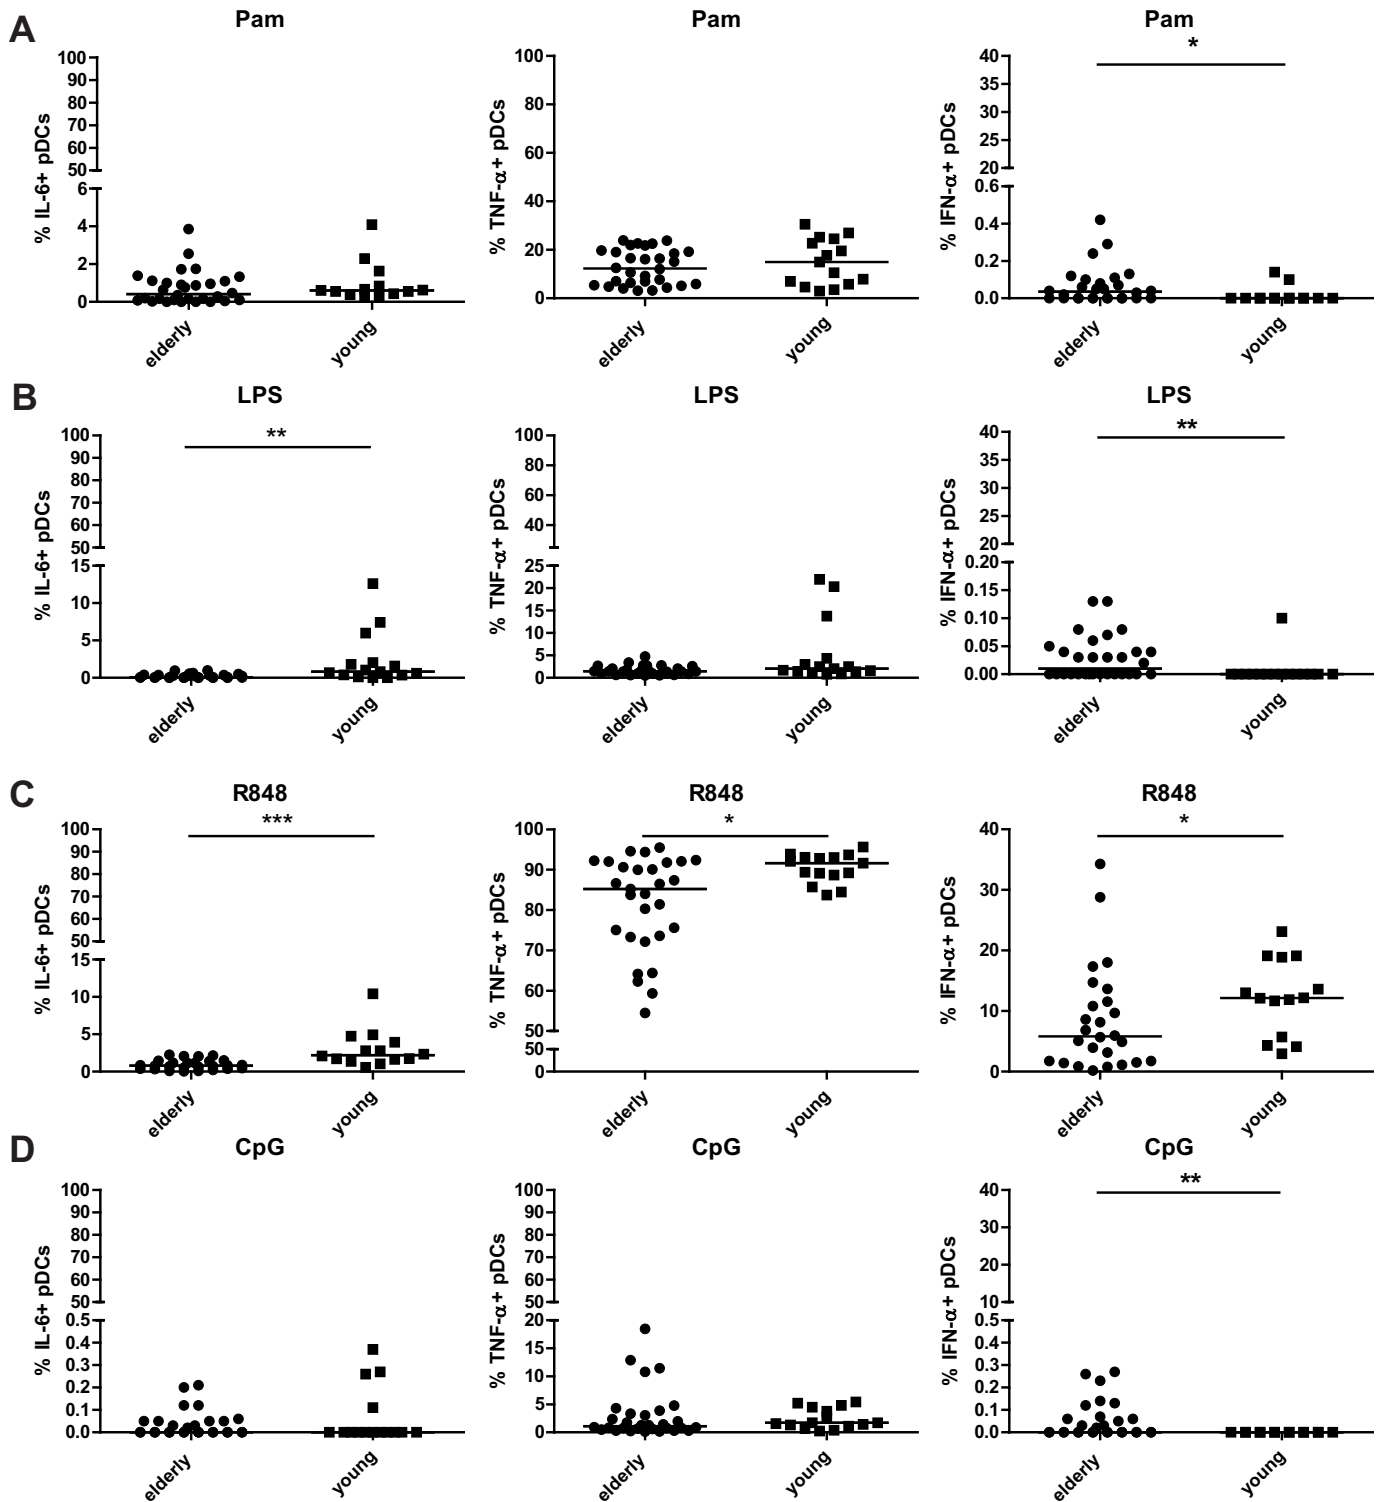 A
Pam
Pam
Pam
*
% IL-6+ pDCs
100
90
80
70
60
50
6
4
2
0
elderly
young
% TNF-α+ pDCs
100
80
60
40
20
0
elderly
young
% IFN-α+ pDCs
40
35
30
25
20
0.6
0.4
0.2
0.0
elderly
young
B
LPS
LPS
LPS
**
**
% IL-6+ pDCs
100
90
80
70
60
50
15
10
5
0
elderly
young
% TNF-α+ pDCs
100
80
60
40
25
20
15
10
5
0
elderly
young
% IFN-α+ pDCs
40
35
30
25
20
0.20
0.15
0.10
0.05
0.00
elderly
young
C
R848
R848
R848
***
*
*
% IL-6+ pDCs
100
90
80
70
60
50
15
10
5
0
elderly
young
% TNF-α+ pDCs
100
90
80
70
60
50
50
0
elderly
young
% IFN-α+ pDCs
40
30
20
10
0
elderly
young
D
CpG
CpG
CpG
**
% IL-6+ pDCs
100
90
80
70
60
50
0.5
0.4
0.3
0.2
0.1
0.0
elderly
young
% TNF-α+ pDCs
100
90
80
70
60
50
20
15
10
5
0
elderly
young
% IFN-α+ pDCs
40
30
20
10
0.5
0.4
0.3
0.2
0.1
0.0
elderly
young